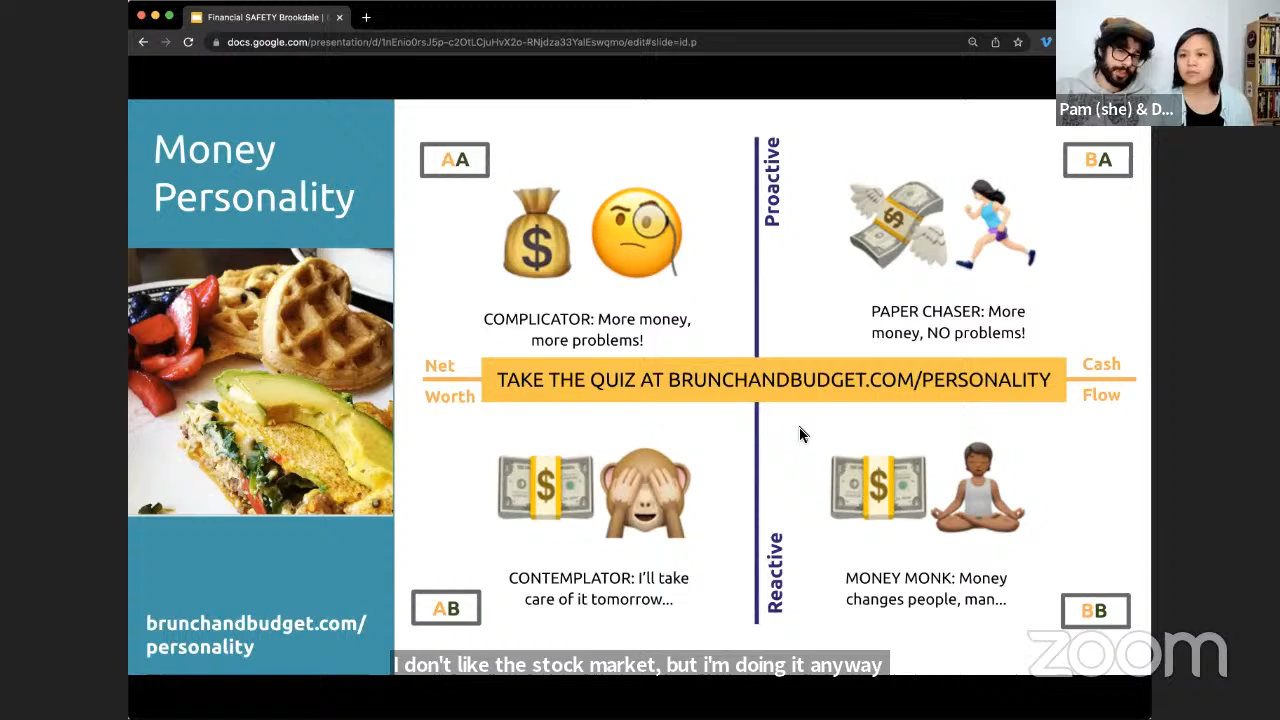 Financial SAFETY Brookdale |
docs.google.com/presentation/d/1nEnio0rsJ5p-c2OtLCjuHvX2o-RNjdza33YalEswqmo/edit#slide=id.p
Pam (she) & D...
Money
Personality
AA
Proactive
BA
COMPLICATOR: More money,
more problems!
PAPER CHASER: More
money, NO problems!
Net
Worth
TAKE THE QUIZ AT BRUNCHANDBUDGET.COM/PERSONALITY
Cash
Flow
CONTEMPLATOR: I'll take
care of it tomorrow...
AB
Reactive
MONEY MONK: Money
changes people, man...
BB
brunchandbudget.com/
personality
I don't like the stock market, but i'm doing it anyway
zoom